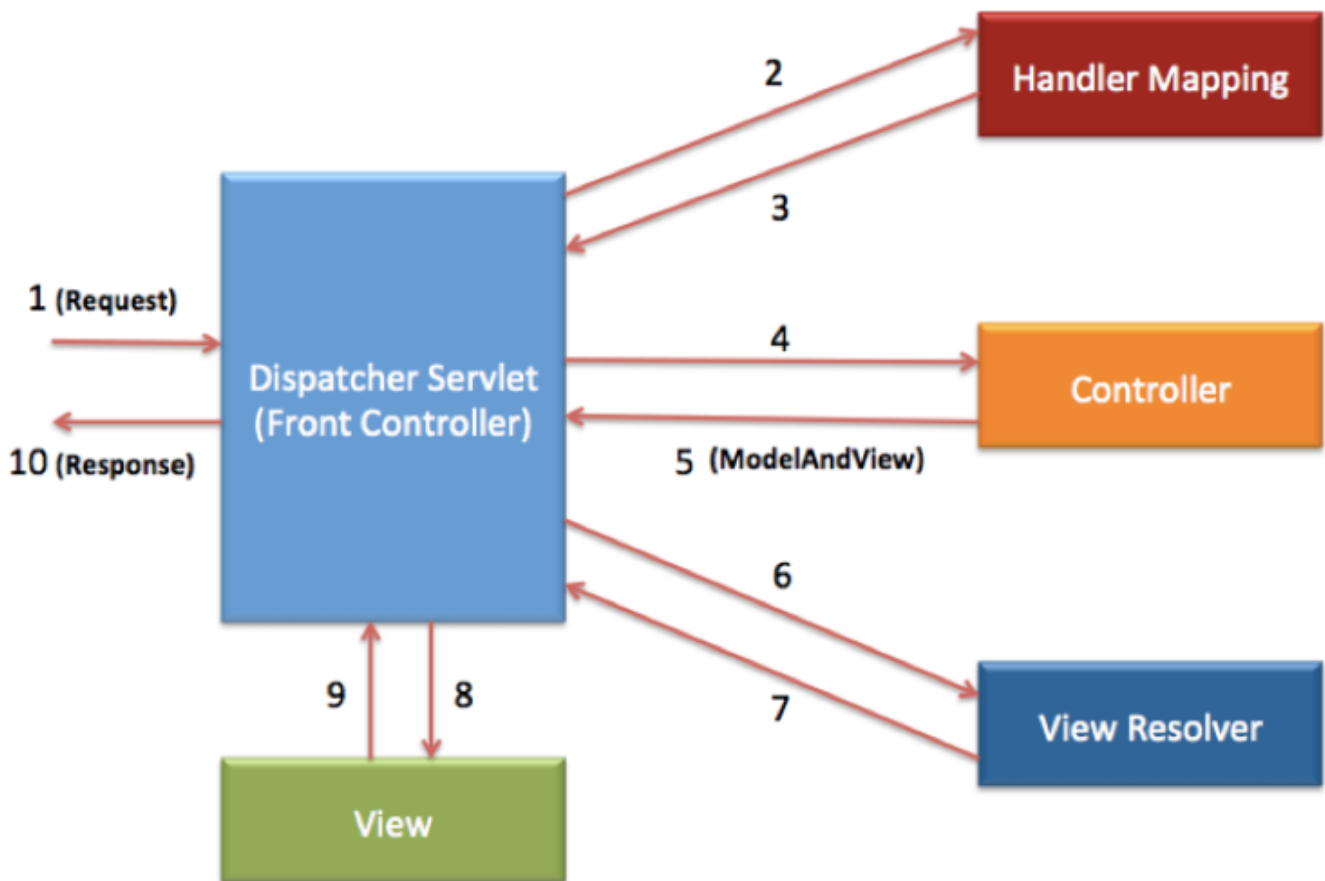 2
Handler Mapping
3
1 (Request)
4
Dispatcher Servlet
(Front Controller)
Controller
10 (Response)
5 (ModelAndView)
6
9
8
7
View Resolver
View